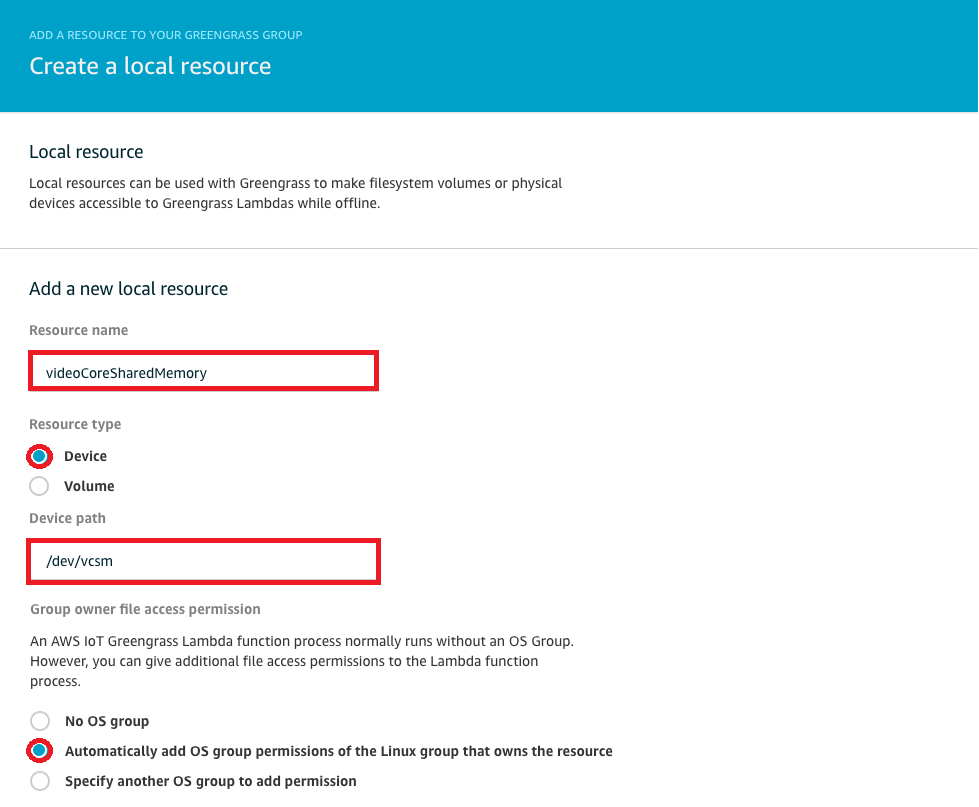 ADD A RESOURCE TO YOUR GREENGRASS GROUP
Create a local resource
Local resource
Local resources can be used with Greengrass to make filesystem volumes or physical
devices accessible to Greengrass Lambdas while offline.
Add a new local resource
Resource name
videoCoreSharedMemory
Resource type
Device
Volume
Device path
/dev/vcsm
Group owner file access permission
An AWS IoT Greengrass Lambda function process normally runs without an OS Group.
However, you can give additional file access permissions to the Lambda function
process.
No OS group
Automatically add OS group permissions of the Linux group that owns the resource
Specify another OS group to add permission